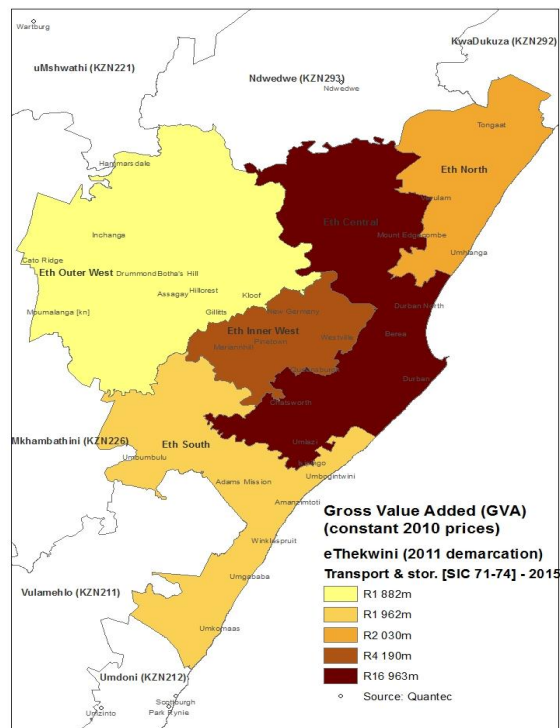 Wartburg
KwaDukuza (KZN292)
uMshwathi (KZN221)
Ndwedwe (KZN293)
Ndwedwe
Tongaat
Hammarsdale
Eth North
Verulam
Eth Central
Inchanga
Mount Edgecombe
Umhlanga
Cato Ridge
Eth Outer West
Drummond
Botha's Hill
Assagay
Hillcrest
Kloof
Durban North
Mpumalanga [kn]
Gillitts
New Germany
Eth Inner West
Westville
Berea
Pinetown
Mariannhill
Queensburgh
Durban
Chatsworth
Mkhambathini (KZN226)
Eth South
Umlazi
Umbumbulu
Isipingo
Umbogintwini
Adams Mission
Amanzimtoti
Gross Value Added (GVA)
(constant 2010 prices)
Winklespruit
eThekwini (2011 demarcation)
Transport & stor. [SIC 71-74] - 2015
Umgababa
Vulamehlo (KZN211)
R1 882m
R1 962m
Umkomaas
R2 030m
R4 190m
Umdoni (KZN212)
R16 963m
Scottburgh
Source: Quantec
Umzinto
Park Rynie